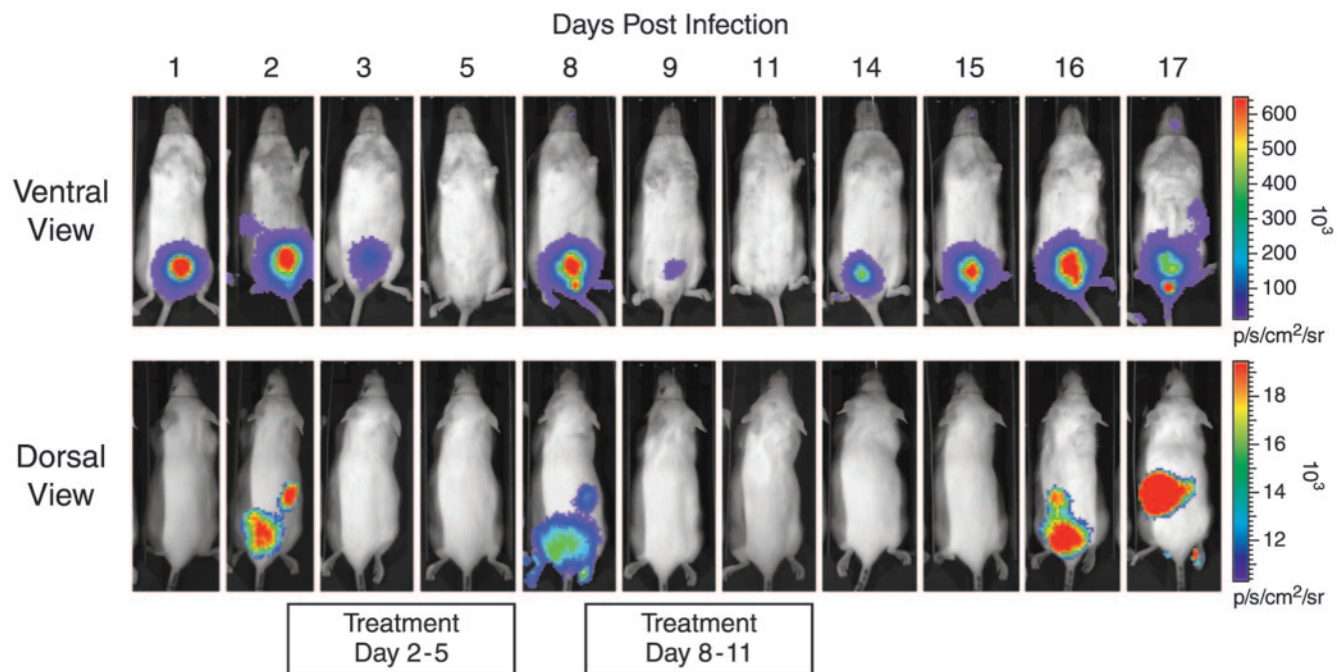 Days Post Infection
1 2 3 5 8 9 11 14 15 16 17
Ventral
View
600
500
400
300
200
100
10³
p/s/cm²/sr
Dorsal
View
18
16
14
12
10³
p/s/cm²/sr
Treatment
Day 2-5
Treatment
Day 8-11